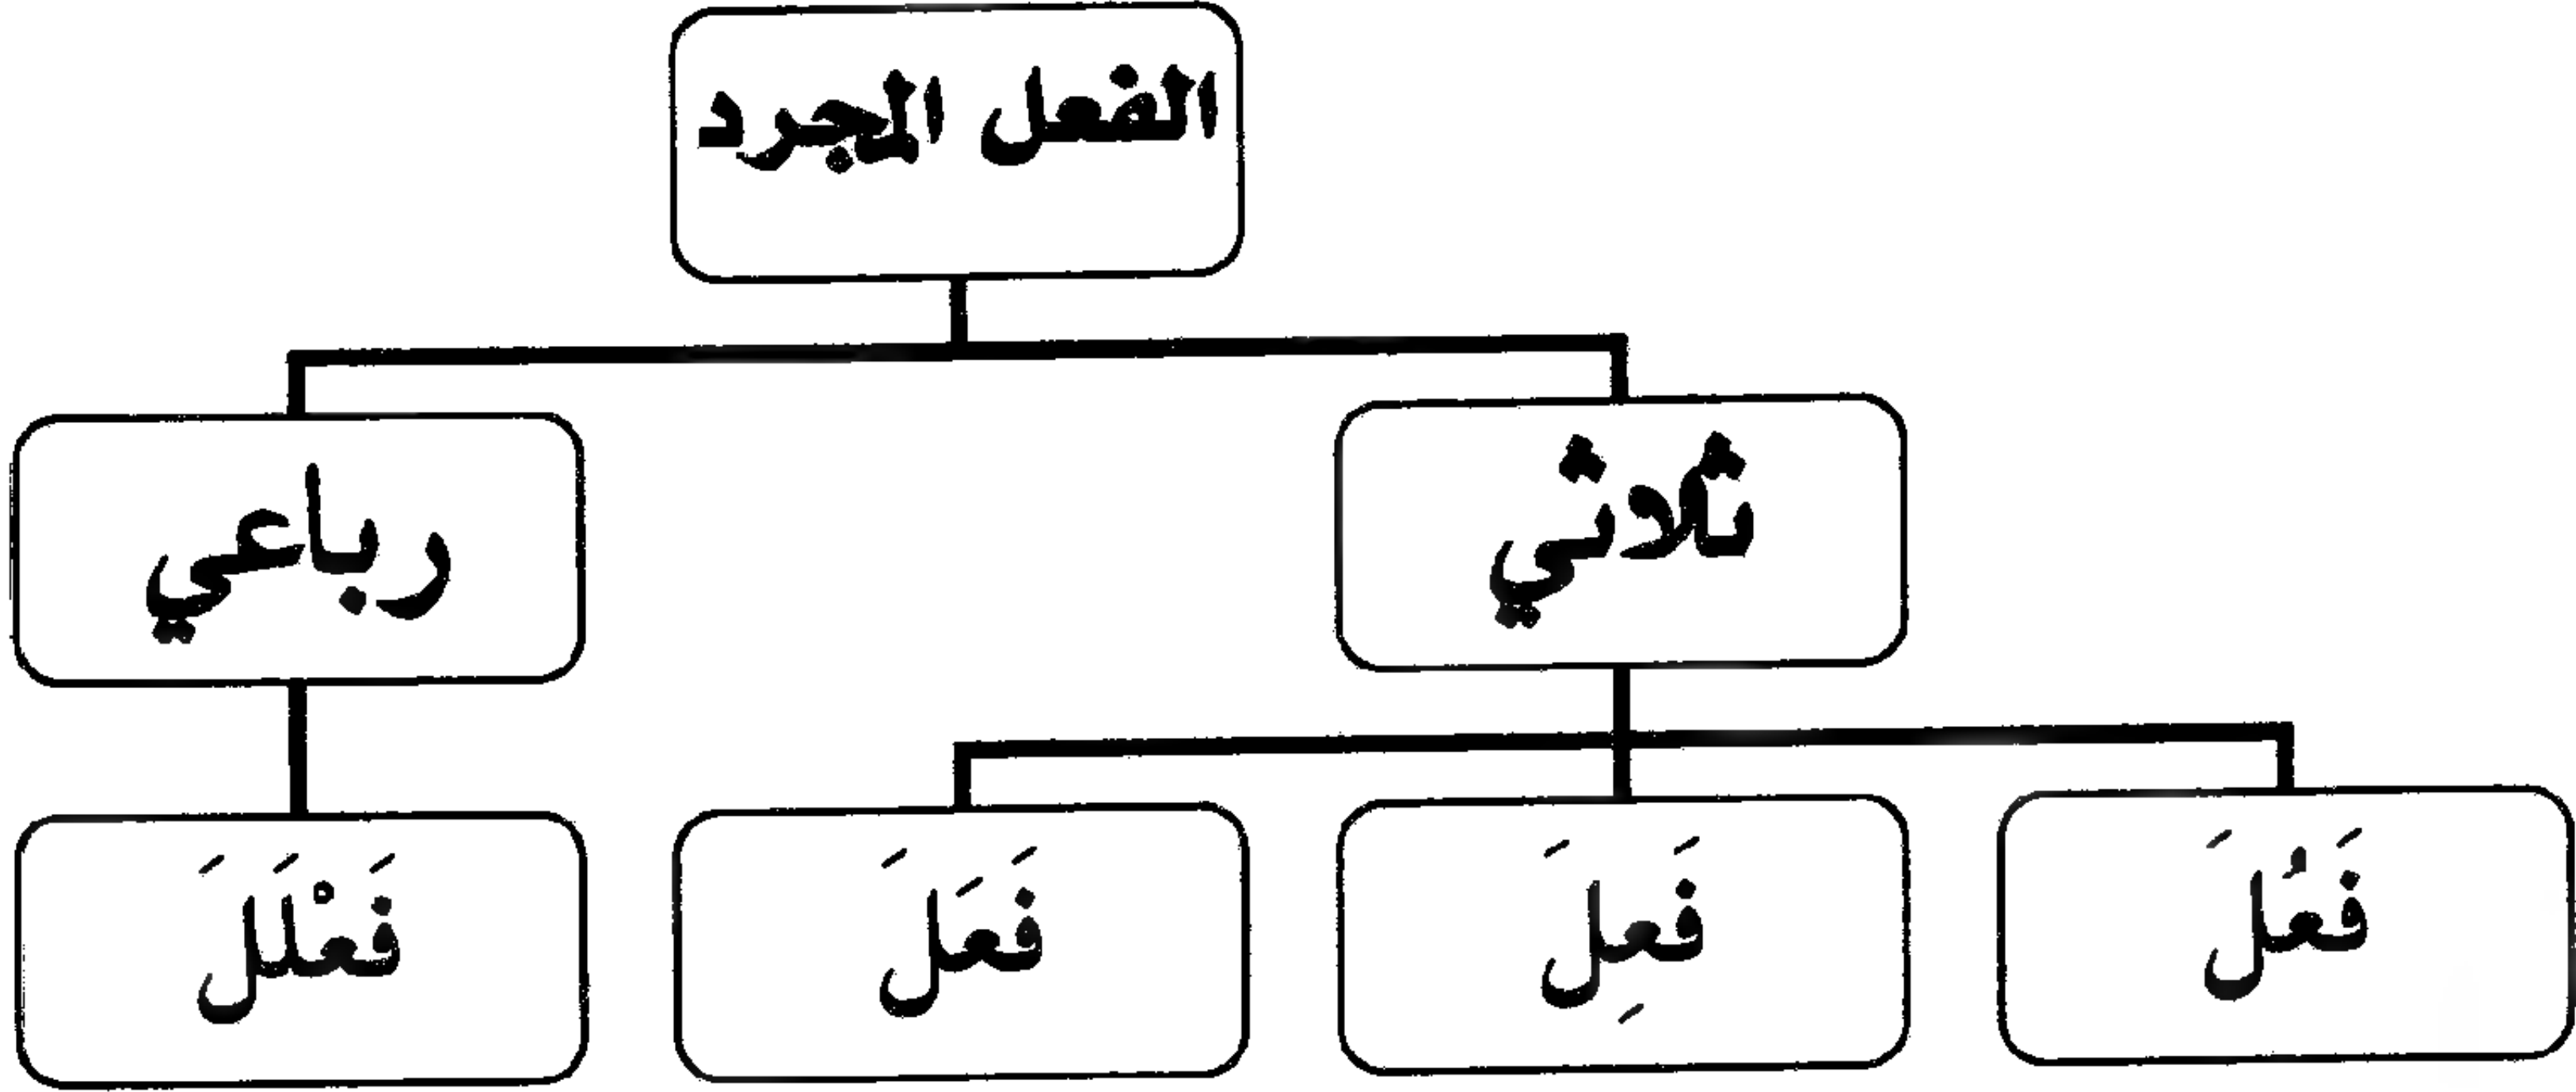 الفعل المجرد
ثلاثي
رباعي
فَعُلَ
فَعِلَ
فَعَلَ
فَعْلَلَ